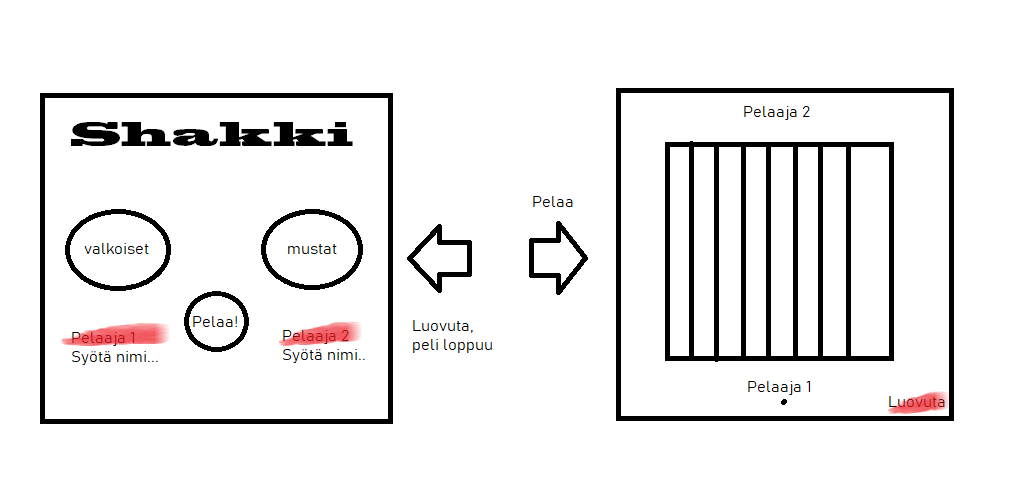 Shakki
valkoiset
mustat
Pelaa!
Pelaaja 1
Syötä nimi...
Pelaaja 2
Syötä nimi..
Pelaa
Luovuta,
peli loppuu
Pelaaja 2
Pelaaja 1
Luovuta